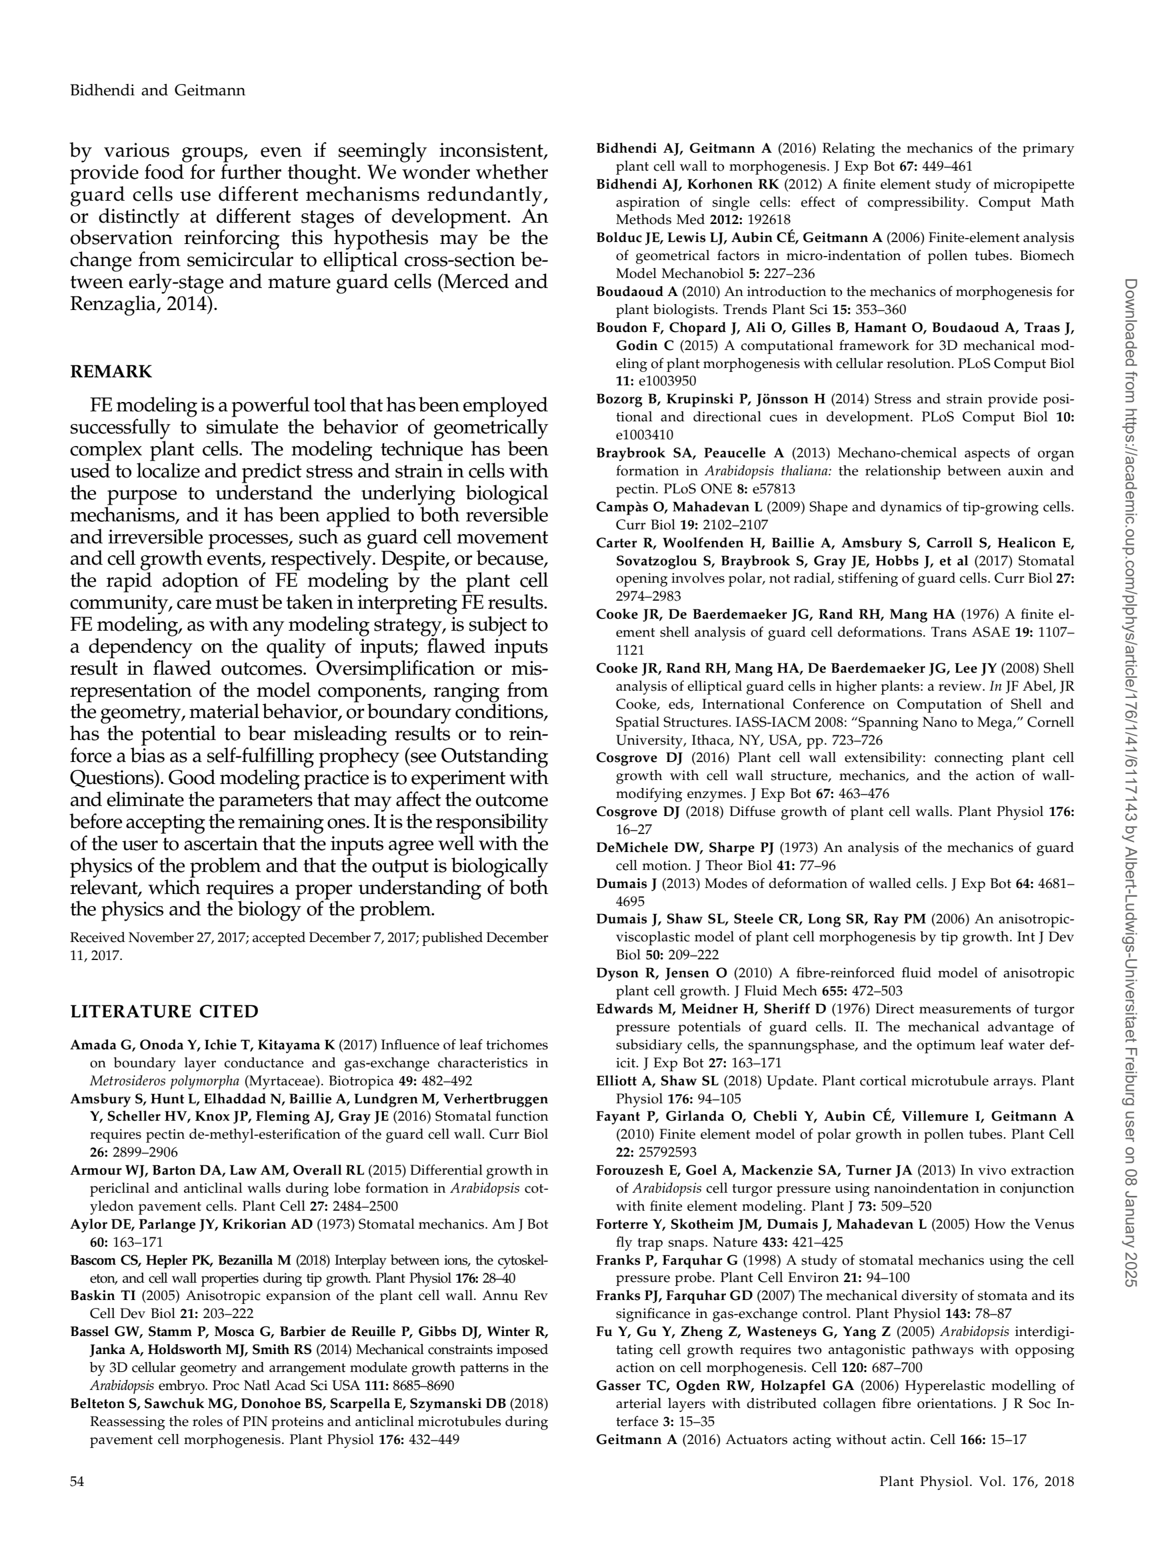 Bidhendi and Geitmann
by various groups, even if seemingly inconsistent,
provide food for further thought. We wonder whether
guard cells use different mechanisms redundantly,
or distinctly at different stages of development. An
observation reinforcing this hypothesis may be the
change from semicircular to elliptical cross-section be-
tween early-stage and mature guard cells (Merced and
Renzaglia, 2014).
REMARK
FE modeling is a powerful tool that has been employed
successfully to simulate the behavior of geometrically
complex plant cells. The modeling technique has been
used to localize and predict stress and strain in cells with
the purpose to understand the underlying biological
mechanisms, and it has been applied to both reversible
and irreversible processes, such as guard cell movement
and cell growth events, respectively. Despite, or because,
the rapid adoption of FE modeling by the plant cell
community, care must be taken in interpreting FE results.
FE modeling, as with any modeling strategy, is subject to
a dependency on the quality of inputs; flawed inputs
result in flawed outcomes. Oversimplification or mis-
representation of the model components, ranging from
the geometry, material behavior, or boundary conditions,
has the potential to bear misleading results or to rein-
force a bias as a self-fulfilling prophecy (see Outstanding
Questions). Good modeling practice is to experiment with
and eliminate the parameters that may affect the outcome
before accepting the remaining ones. It is the responsibility
of the user to ascertain that the inputs agree well with the
physics of the problem and that the output is biologically
relevant, which requires a proper understanding of both
the physics and the biology of the problem.
Received November 27, 2017; accepted December 7, 2017; published December
11, 2017.
LITERATURE CITED
Amada G, Onoda Y, Ichie T, Kitayama K (2017) Influence of leaf trichomes
on boundary layer conductance and gas-exchange characteristics in
Metrosideros polymorpha (Myrtaceae). Biotropica 49: 482–492
Amsbury S, Hunt L, Elhaddad N, Baillie A, Lundgren M, Verhertbruggen
Y, Scheller HV, Knox JP, Fleming AJ, Gray JE (2016) Stomatal function
requires pectin de-methyl-esterification of the guard cell wall. Curr Biol
26: 2899–2906
Armour WJ, Barton DA, Law AM, Overall RL (2015) Differential growth in
periclinal and anticlinal walls during lobe formation in Arabidopsis cot-
yledon pavement cells. Plant Cell 27: 2484–2500
Aylor DE, Parlange JY, Krikorian AD (1973) Stomatal mechanics. Am J Bot
60: 163–171
Bascom CS, Hepler PK, Bezanilla M (2018) Interplay between ions, the cytoskel-
eton, and cell wall properties during tip growth. Plant Physiol 176: 28–40
Baskin TI (2005) Anisotropic expansion of the plant cell wall. Annu Rev
Cell Dev Biol 21: 203–222
Bassel GW, Stamm P, Mosca G, Barbier de Reuille P, Gibbs DJ, Winter R,
Janka A, Holdsworth MJ, Smith RS (2014) Mechanical constraints imposed
by 3D cellular geometry and arrangement modulate growth patterns in the
Arabidopsis embryo. Proc Natl Acad Sci USA 111: 8685–8690
Belteton S, Sawchuk MG, Donohoe BS, Scarpella E, Szymanski DB (2018)
Reassessing the roles of PIN proteins and anticlinal microtubules during
pavement cell morphogenesis. Plant Physiol 176: 432–449
Bidhendi AJ, Geitmann A (2016) Relating the mechanics of the primary
plant cell wall to morphogenesis. J Exp Bot 67: 449–461
Bidhendi AJ, Korhonen RK (2012) A finite element study of micropipette
aspiration of single cells: effect of compressibility. Comput Math
Methods Med 2012: 192618
Bolduc JE, Lewis LJ, Aubin CÉ, Geitmann A (2006) Finite-element analysis
of geometrical factors in micro-indentation of pollen tubes. Biomech
Model Mechanobiol 5: 227–236
Boudaoud A (2010) An introduction to the mechanics of morphogenesis for
plant biologists. Trends Plant Sci 15: 353–360
Boudon F, Chopard J, Ali O, Gilles B, Hamant O, Boudaoud A, Traas J,
Godin C (2015) A computational framework for 3D mechanical mod-
eling of plant morphogenesis with cellular resolution. PLoS Comput Biol
11: e1003950
Bozorg B, Krupinski P, Jönsson H (2014) Stress and strain provide posi-
tional and directional cues in development. PLoS Comput Biol 10:
e1003410
Braybrook SA, Peaucelle A (2013) Mechano-chemical aspects of organ
formation in Arabidopsis thaliana: the relationship between auxin and
pectin. PLoS ONE 8: e57813
Campàs O, Mahadevan L (2009) Shape and dynamics of tip-growing cells.
Curr Biol 19: 2102–2107
Carter R, Woolfenden H, Baillie A, Amsbury S, Carroll S, Healicon E,
Sovatzoglou S, Braybrook S, Gray JE, Hobbs J, et al (2017) Stomatal
opening involves polar, not radial, stiffening of guard cells. Curr Biol 27:
2974–2983
Cooke JR, De Baerdemaeker JG, Rand RH, Mang HA (1976) A finite el-
ement shell analysis of guard cell deformations. Trans ASAE 19: 1107–
1121
Cooke JR, Rand RH, Mang HA, De Baerdemaeker JG, Lee JY (2008) Shell
analysis of elliptical guard cells in higher plants: a review. In JF Abel, JR
Cooke, eds, International Conference on Computation of Shell and
Spatial Structures. IASS-IACM 2008: “Spanning Nano to Mega,” Cornell
University, Ithaca, NY, USA, pp. 723–726
Cosgrove DJ (2016) Plant cell wall extensibility: connecting plant cell
growth with cell wall structure, mechanics, and the action of wall-
modifying enzymes. J Exp Bot 67: 463–476
Cosgrove DJ (2018) Diffuse growth of plant cell walls. Plant Physiol 176:
16–27
DeMichele DW, Sharpe PJ (1973) An analysis of the mechanics of guard
cell motion. J Theor Biol 41: 77–96
Dumais J (2013) Modes of deformation of walled cells. J Exp Bot 64: 4681–
4695
Dumais J, Shaw SL, Steele CR, Long SR, Ray PM (2006) An anisotropic-
viscoplastic model of plant cell morphogenesis by tip growth. Int J Dev
Biol 50: 209–222
Dyson R, Jensen O (2010) A fibre-reinforced fluid model of anisotropic
plant cell growth. J Fluid Mech 655: 472–503
Edwards M, Meidner H, Sheriff D (1976) Direct measurements of turgor
pressure potentials of guard cells. II. The mechanical advantage of
subsidiary cells, the spannungsphase, and the optimum leaf water def-
icit. J Exp Bot 27: 163–171
Elliott A, Shaw SL (2018) Update. Plant cortical microtubule arrays. Plant
Physiol 176: 94–105
Fayant P, Girlanda O, Chebli Y, Aubin CÉ, Villemure I, Geitmann A
(2010) Finite element model of polar growth in pollen tubes. Plant Cell
22: 25792593
Forouzesh E, Goel A, Mackenzie SA, Turner JA (2013) In vivo extraction
of Arabidopsis cell turgor pressure using nanoindentation in conjunction
with finite element modeling. Plant J 73: 509–520
Forterre Y, Skotheim JM, Dumais J, Mahadevan L (2005) How the Venus
fly trap snaps. Nature 433: 421–425
Franks P, Farquhar G (1998) A study of stomatal mechanics using the cell
pressure probe. Plant Cell Environ 21: 94–100
Franks PJ, Farquhar GD (2007) The mechanical diversity of stomata and its
significance in gas-exchange control. Plant Physiol 143: 78–87
Fu Y, Gu Y, Zheng Z, Wasteneys G, Yang Z (2005) Arabidopsis interdigi-
tating cell growth requires two antagonistic pathways with opposing
action on cell morphogenesis. Cell 120: 687–700
Gasser TC, Ogden RW, Holzapfel GA (2006) Hyperelastic modelling of
arterial layers with distributed collagen fibre orientations. J R Soc In-
terface 3: 15–35
Geitmann A (2016) Actuators acting without actin. Cell 166: 15–17
54
Plant Physiol. Vol. 176, 2018
Downloaded from https://academic.oup.com/plphys/article/176/1/41/6117143 by Albert-Ludwigs-Universitaet Freiburg user on 08 January 2025